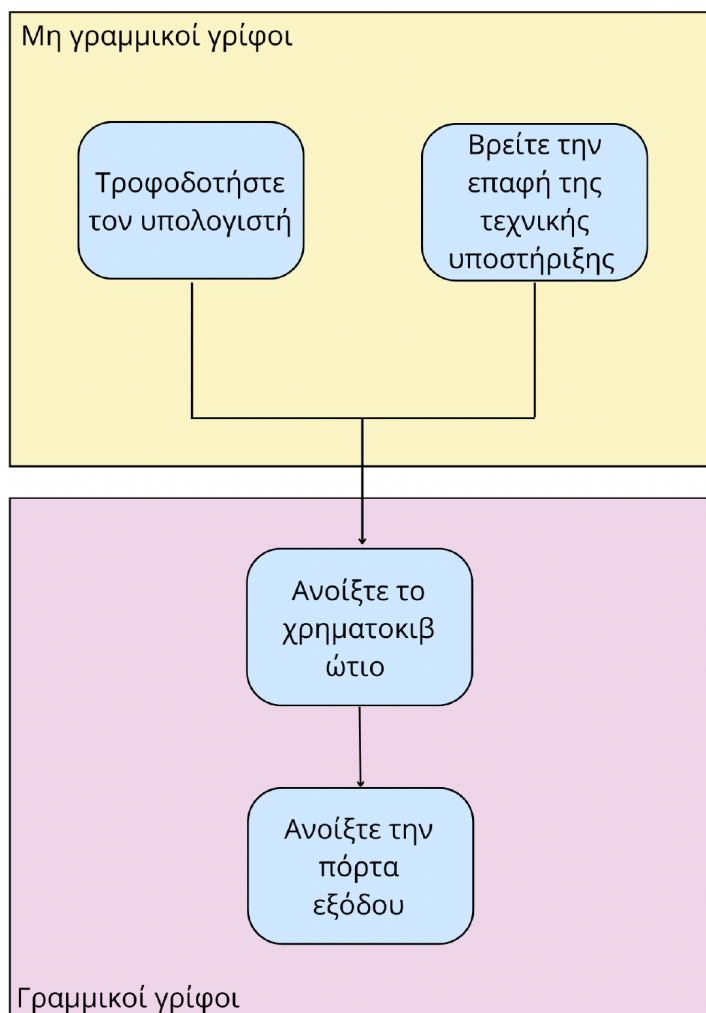 Μη γραμμικοί γρίφοι
Τροφοδοτήστε
τον υπολογιστή
Βρείτε την
επαφή της
τεχνικής
υποστήριξης
Ανοίξτε το
χρηματοκιβ
ώτιο
Ανοίξτε την
πόρτα
εξόδου
Γραμμικοί γρίφοι